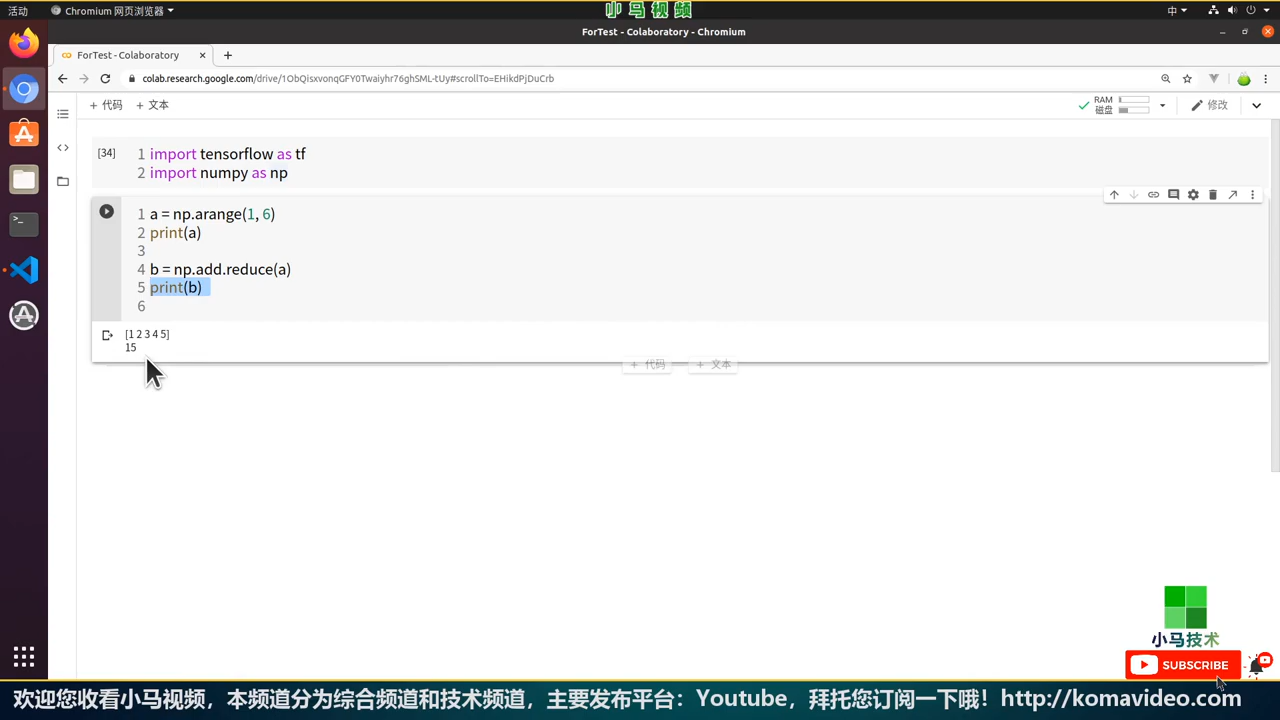 活动
Chromium 网页浏览器
小马视频
中
ForTest - Colaboratory - Chromium
ForTest - Colaboratory
colab.research.google.com/drive/1ObQisxvonqGFY0Twaiyhr76ghSML-tUy#scrollTo=EHikdPjDuCrb
+ 代码 + 文本
RAM
磁盘
修改
[34]
1 import tensorflow as tf
2 import numpy as np
1 a = np.arange(1, 6)
2 print(a)
3
4 b = np.add.reduce(a)
5 print(b)
6
[1 2 3 4 5]
15
+ 代码 + 文本
小马技术
SUBSCRIBE
欢迎您收看小马视频，本频道分为综合频道和技术频道，主要发布平台：Youtube，拜托您订阅一下哦！http://komavideo.com